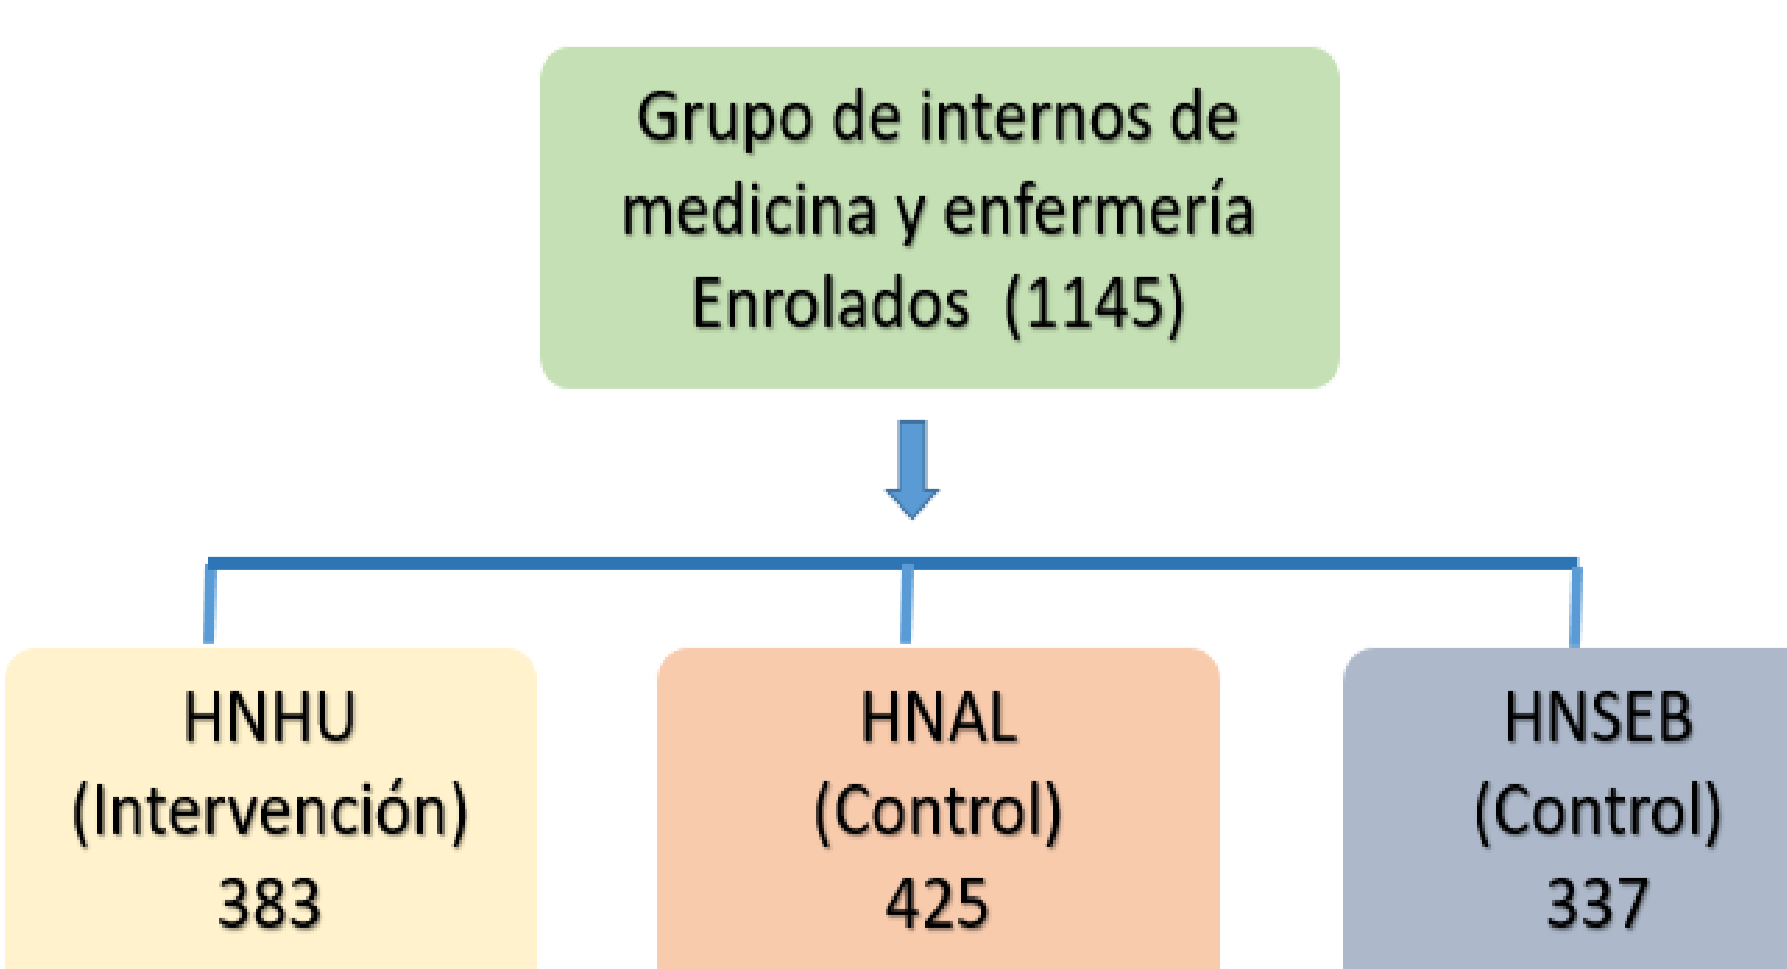 Grupo de internos de
medicina y enfermería
Enrolados (1145)
HNHU
(Intervención)
383
HNAL
(Control)
425
HNSEB
(Control)
337